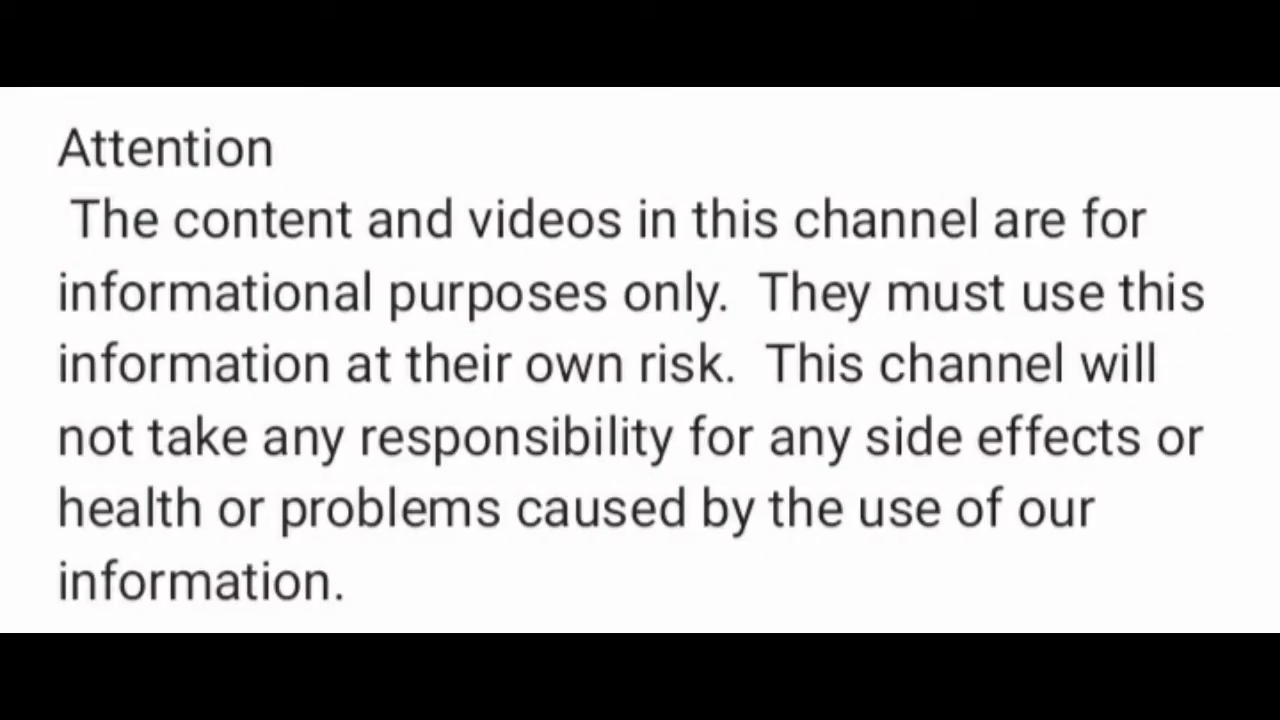 Attention
The content and videos in this channel are for
informational purposes only.  They must use this
information at their own risk.  This channel will
not take any responsibility for any side effects or
health or problems caused by the use of our
information.